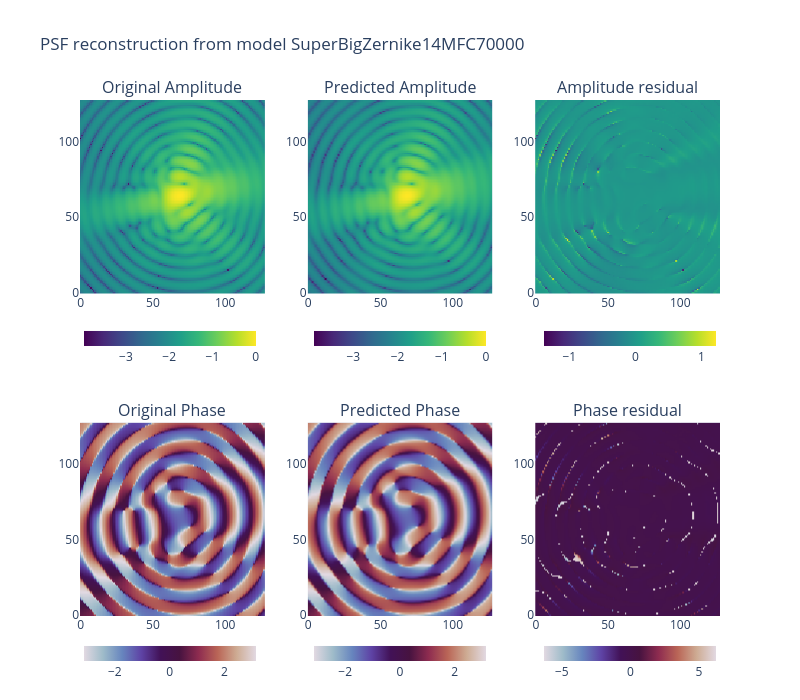 PSF reconstruction from model SuperBigZernike14MFC70000
Original Amplitude
Predicted Amplitude
Amplitude residual
100
50
0
0 50 100
100
50
0
0 50 100
100
50
0
0 50 100
−3 −2 −1 0
−3 −2 −1 0
−1 0 1
Original Phase
Predicted Phase
Phase residual
100
50
0
0 50 100
100
50
0
0 50 100
100
50
0
0 50 100
−2 0 2
−2 0 2
−5 0 5